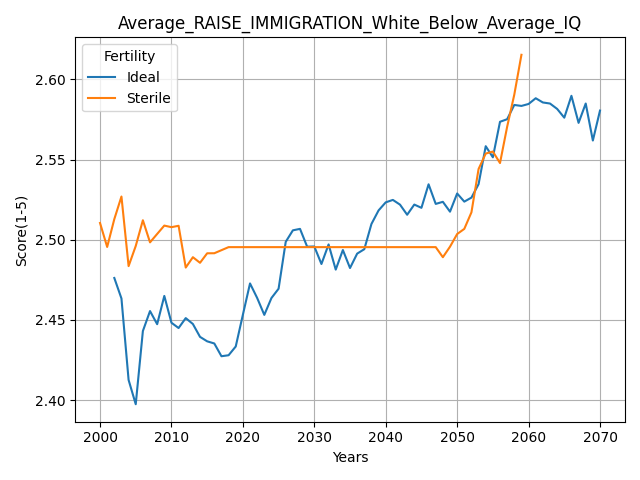 Average_RAISE_IMMIGRATION_White_Below_Average_IQ
Fertility
Ideal
Sterile
Score(1-5)
2.60
2.55
2.50
2.45
2.40
2000 2010 2020 2030 2040 2050 2060 2070
Years